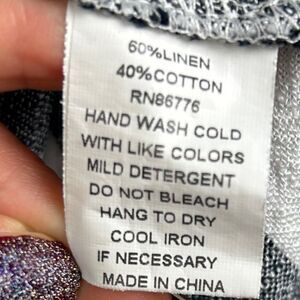 60%LINEN
40%COTTON
RN86776
HAND WASH COLD
WITH LIKE COLORS
MILD DETERGENT
DO NOT BLEACH
HANG TO DRY
COOL IRON
IF NECESSARY
MADE IN CHINA